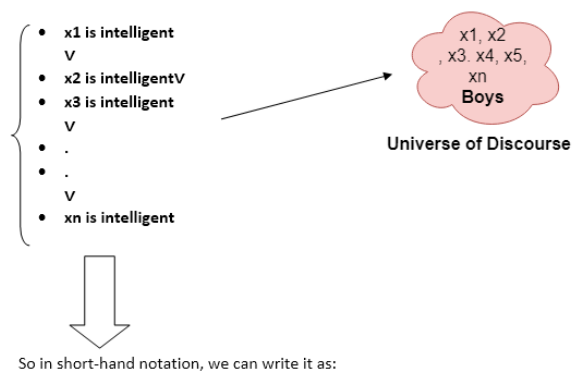 • x1 is intelligent
V
• x2 is intelligentV
• x3 is intelligent
V
• .
• .
V
• xn is intelligent
x1, x2
, x3. x4, x5,
xn
Boys
Universe of Discourse
So in short-hand notation, we can write it as: